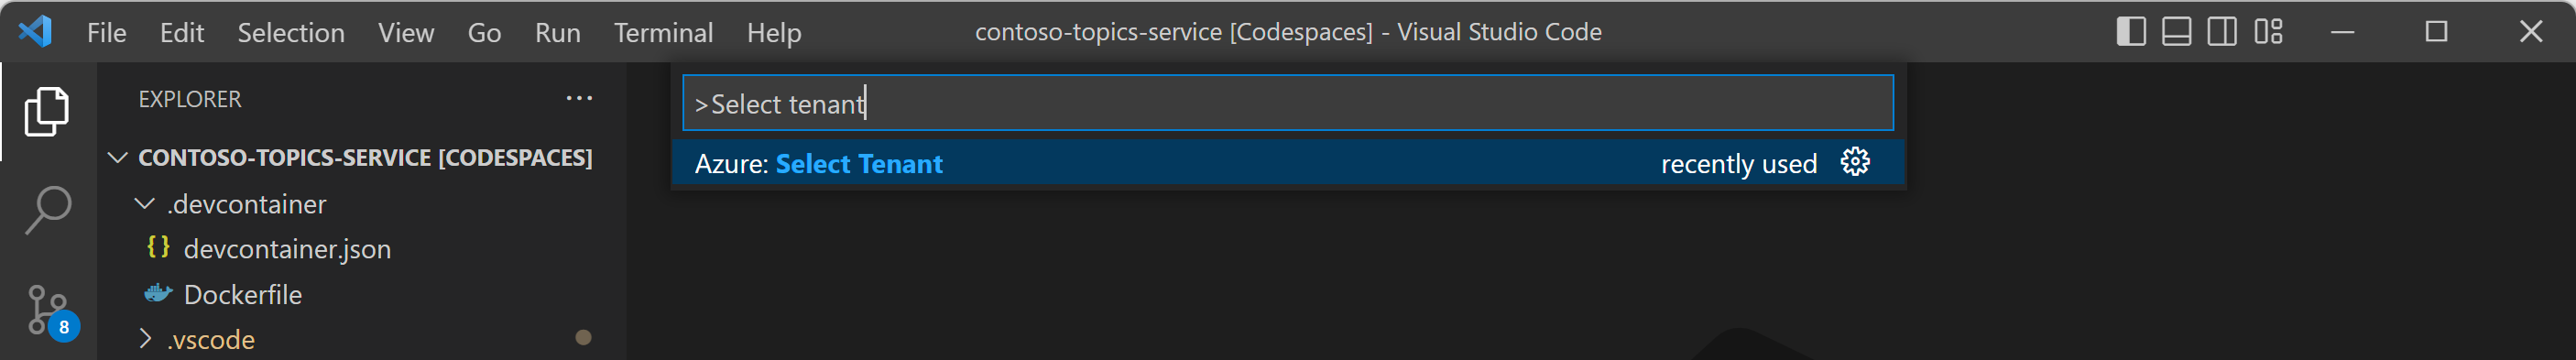 File Edit Selection View Go Run Terminal Help contoso-topics-service [Codespaces] - Visual Studio Code
EXPLORER ···
>Select tenant
Azure: Select Tenant recently used
CONTOSO-TOPICS-SERVICE [CODESPACES]
.devcontainer
{} devcontainer.json
Dockerfile
8
.vscode